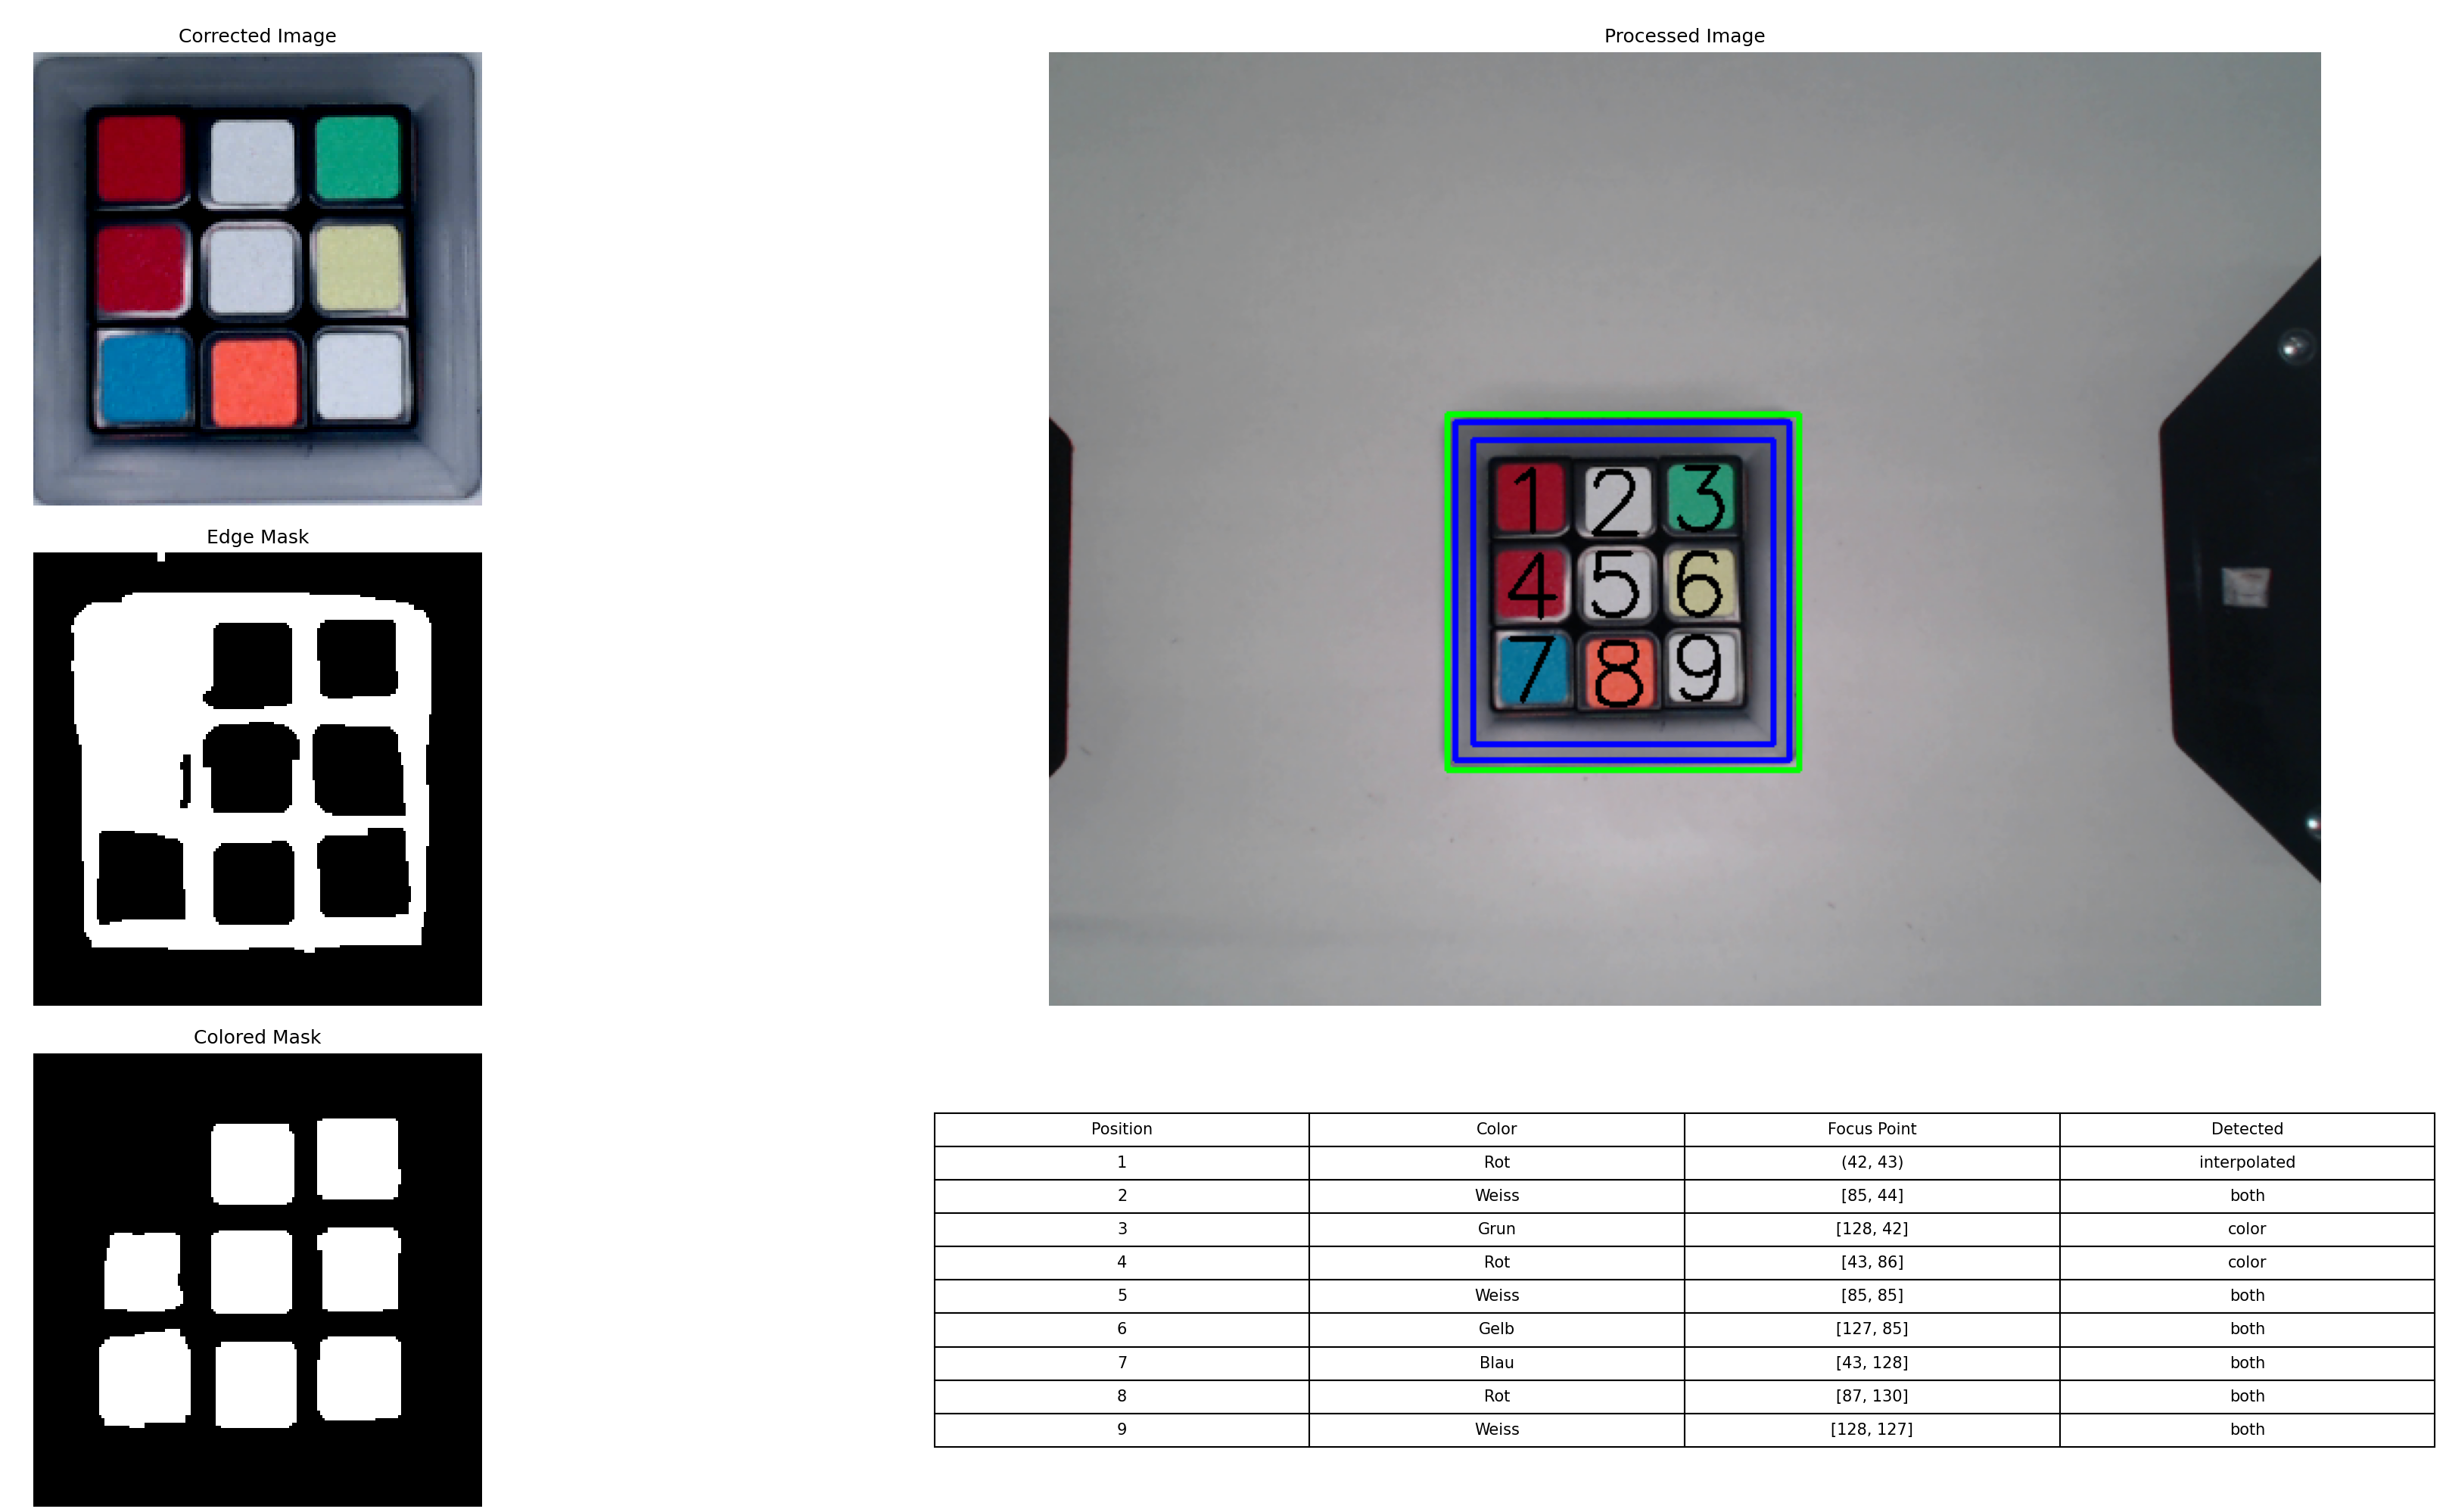 Corrected Image
Processed Image
1 2 3
4 5 6
7 8 9
Edge Mask
Colored Mask
Position Color Focus Point Detected
1 Rot (42, 43) interpolated
2 Weiss [85, 44] both
3 Grun [128, 42] color
4 Rot [43, 86] color
5 Weiss [85, 85] both
6 Gelb [127, 85] both
7 Blau [43, 128] both
8 Rot [87, 130] both
9 Weiss [128, 127] both